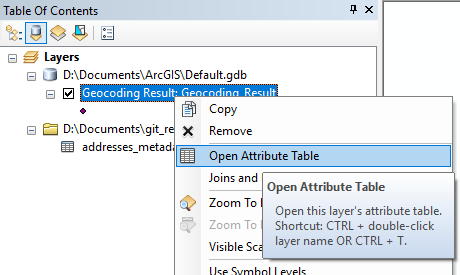 Table Of Contents
Layers
D:\Documents\ArcGIS\Default.gdb
Geocoding Result: Geocoding_Result
D:\Documents\git_re
addresses_metada
Copy
Remove
Open Attribute Table
Joins and
Zoom To
Zoom To
Visible Sca
Use Symbol Levels
Open Attribute Table
Open this layer's attribute table.
Shortcut: CTRL + double-click
layer name OR CTRL + T.